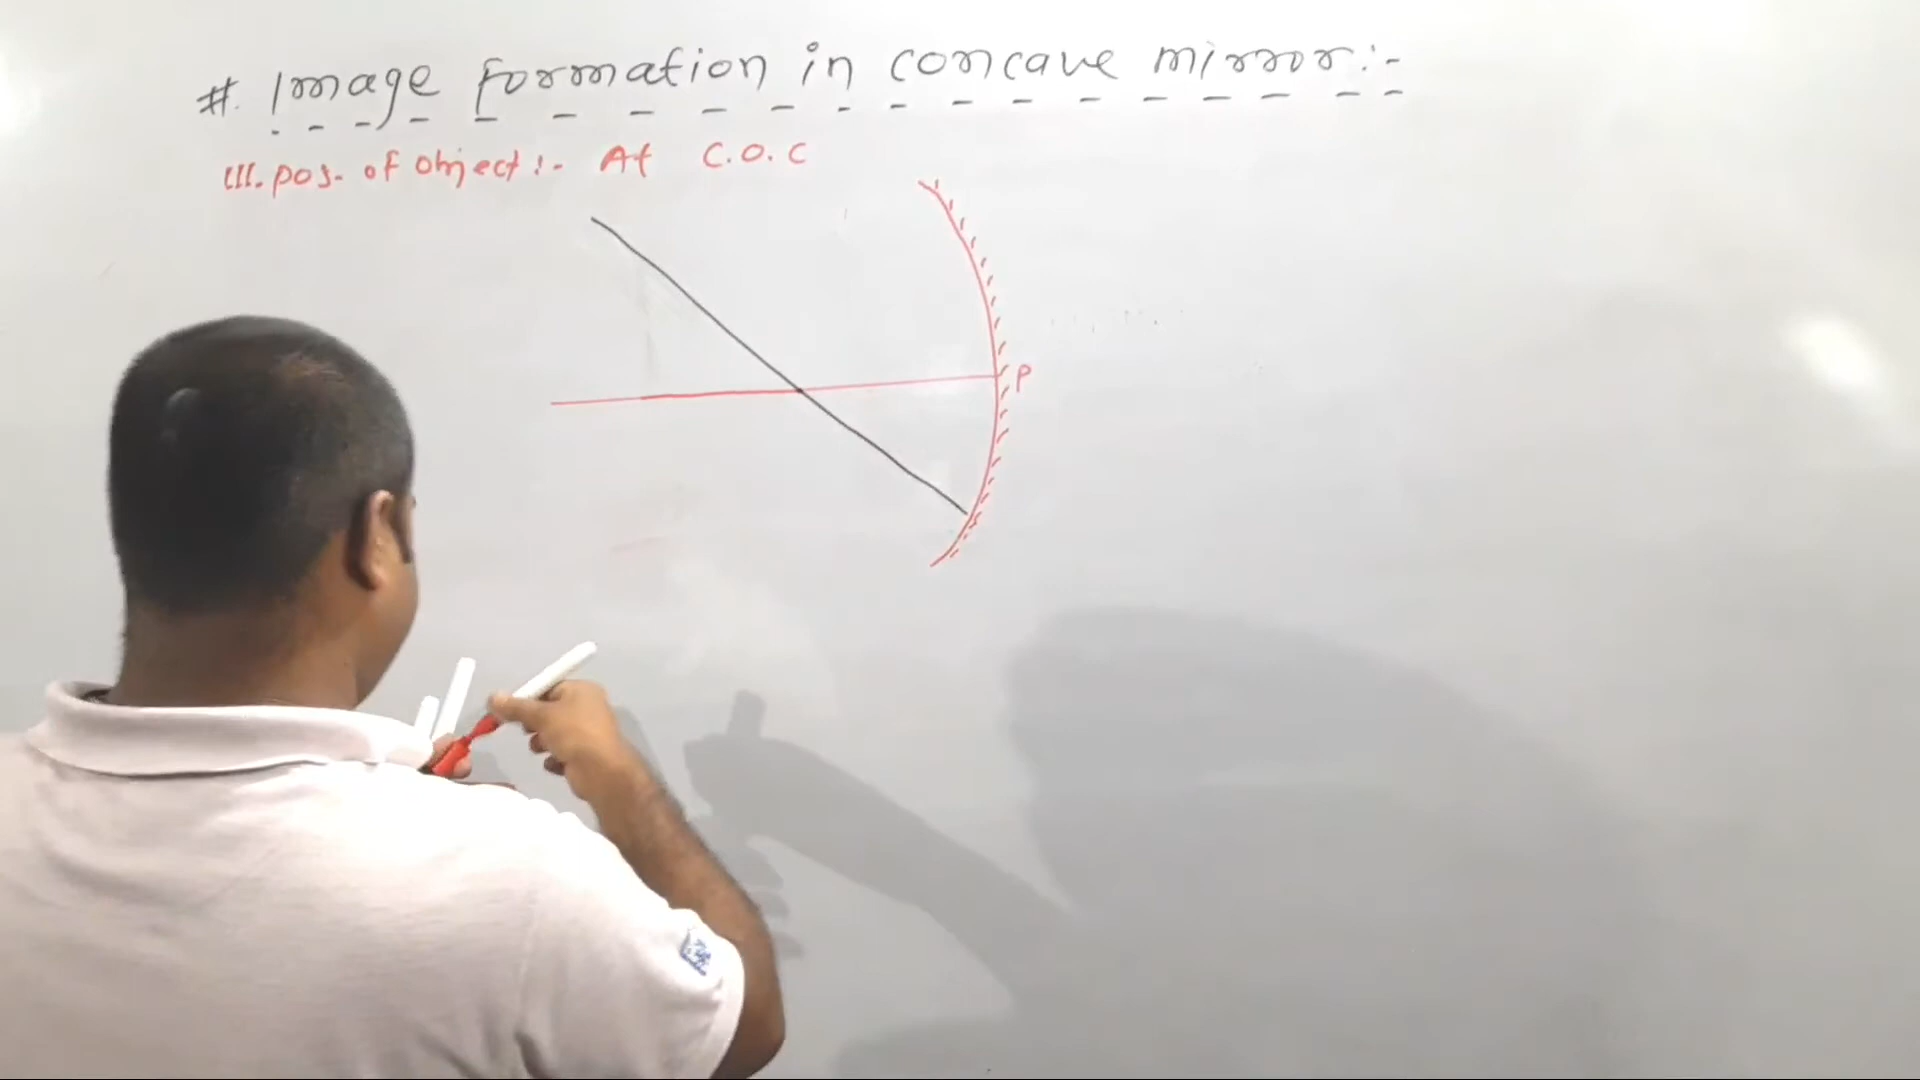 #. Image formation in concave mirror:-
III. pos. of object:- At C.O.C
P